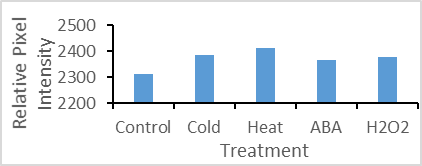 Relative Pixel
Intensity
2500
2400
2300
2200
Control Cold Heat ABA H2O2
Treatment